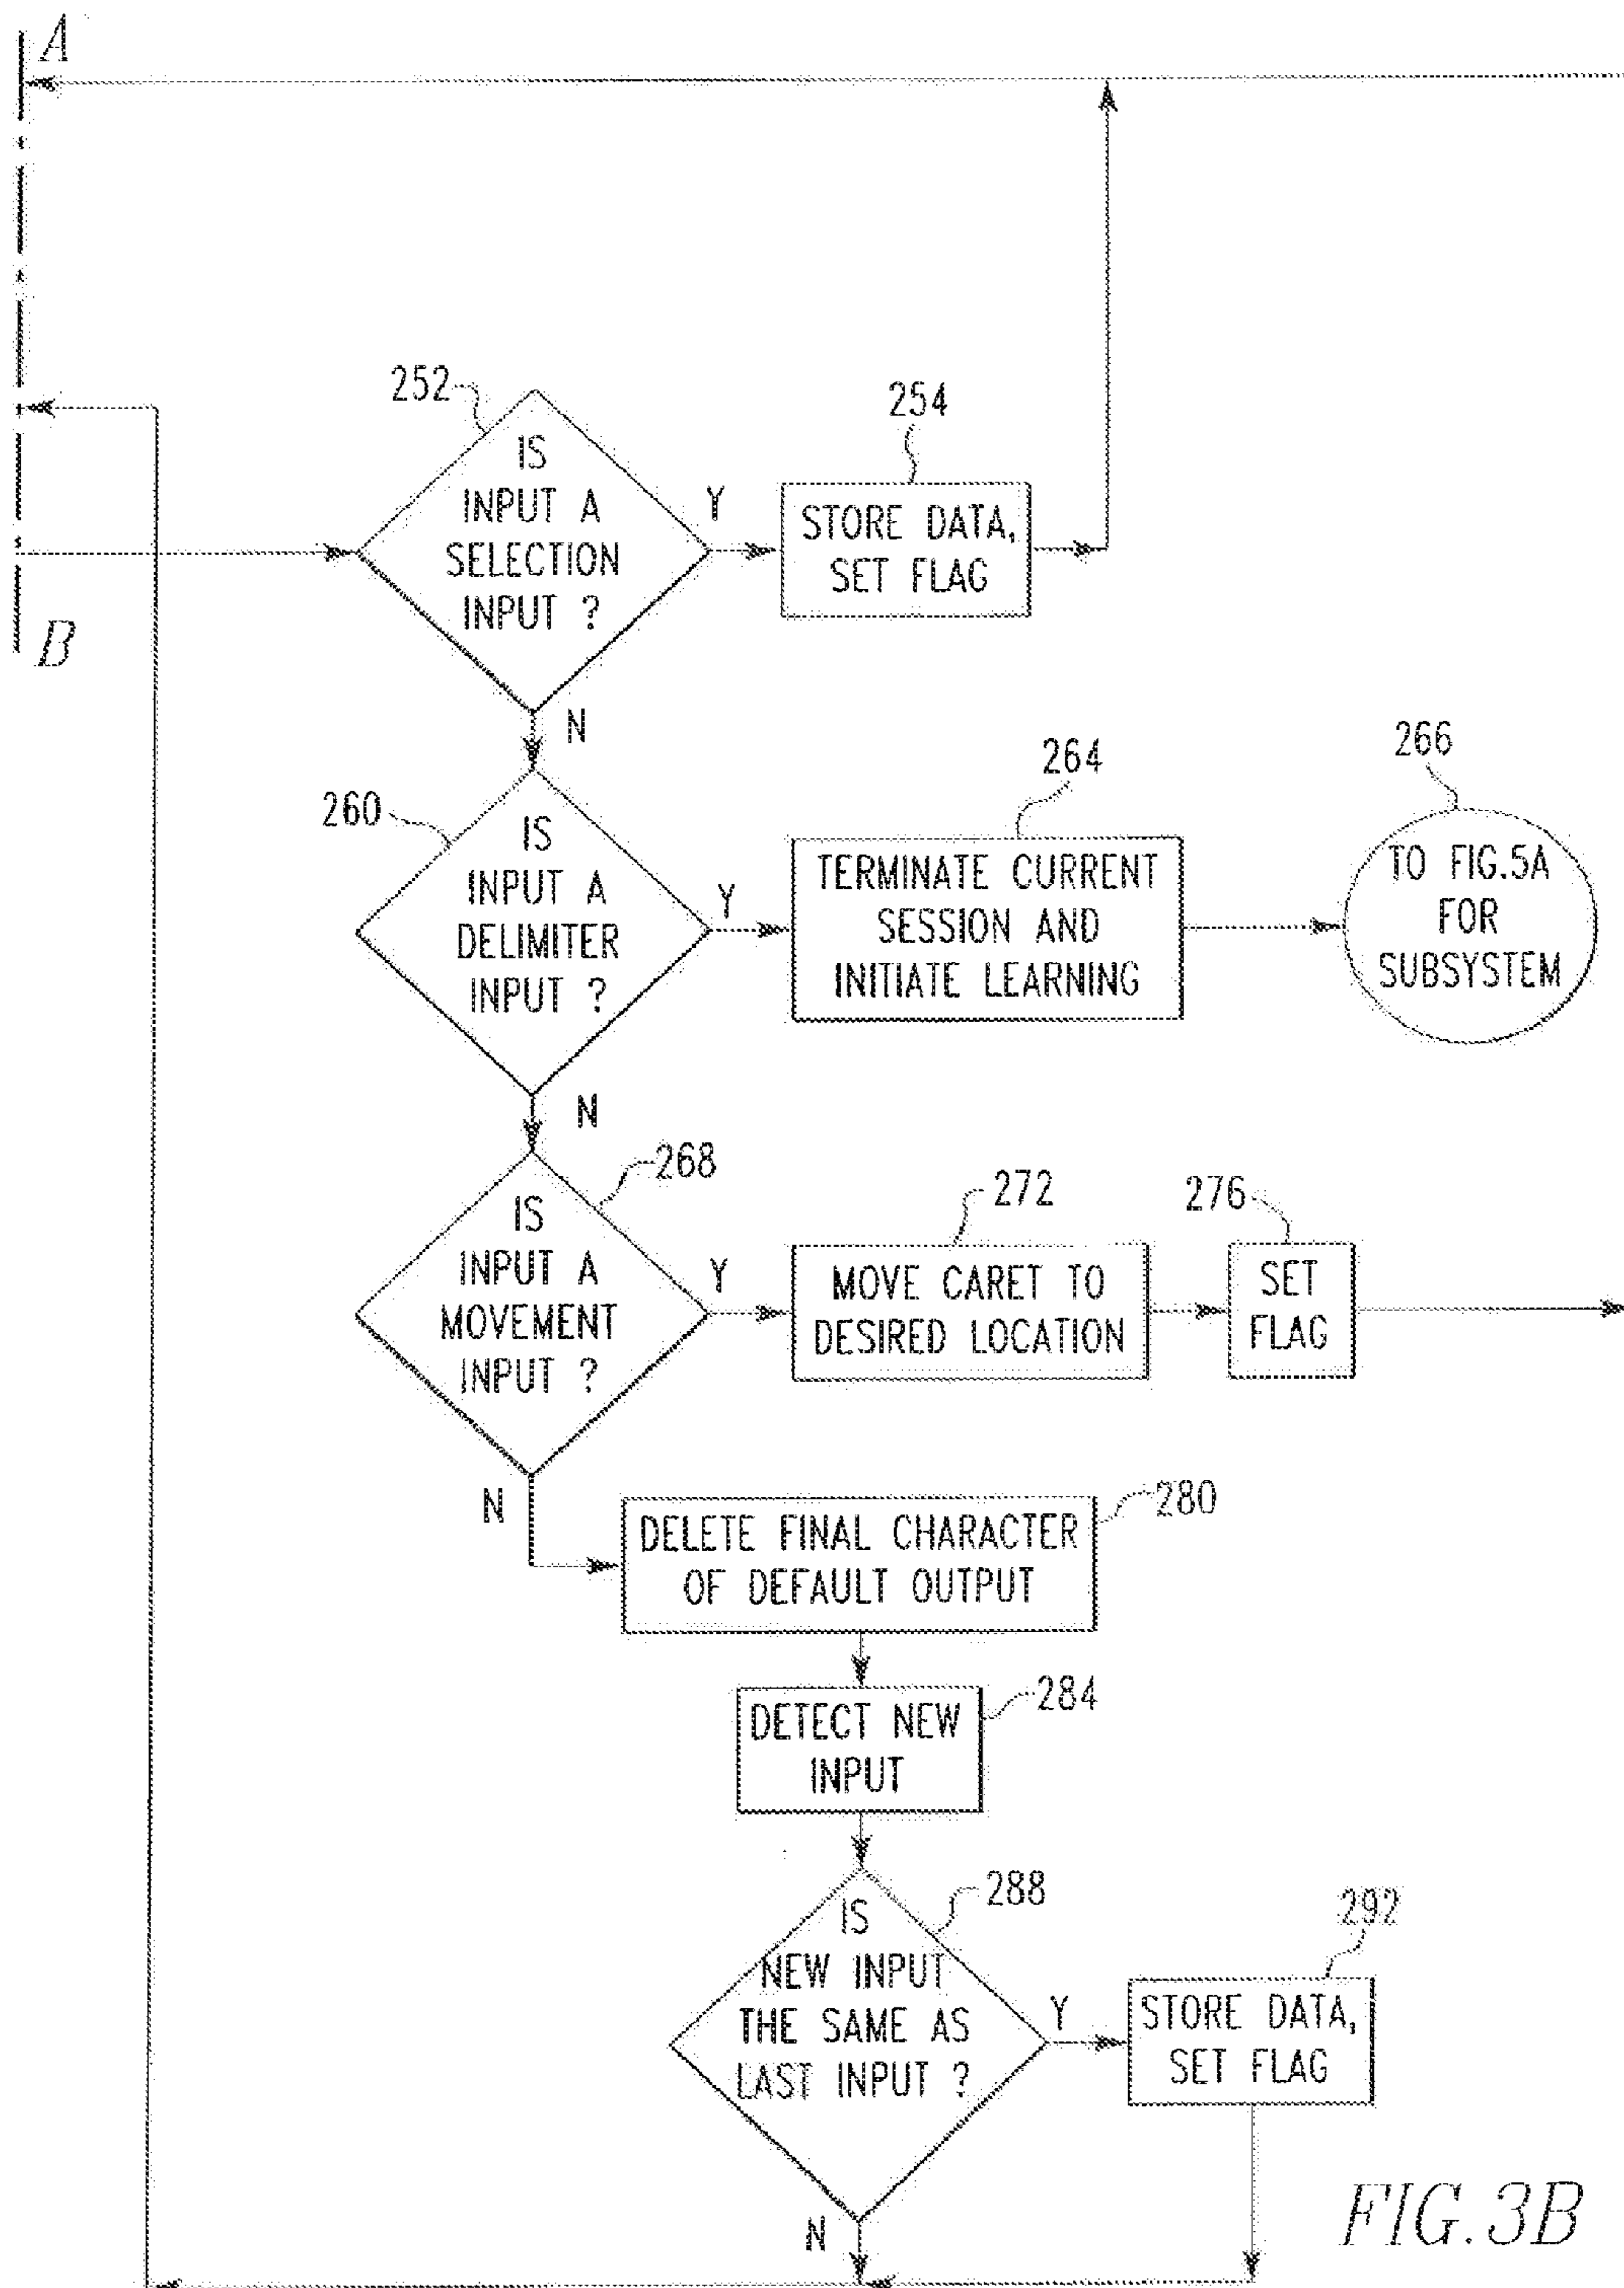 A
252
IS
INPUT A
SELECTION
INPUT ?
Y
254
STORE DATA,
SET FLAG
B
N
260
IS
INPUT A
DELIMITER
INPUT ?
Y
264
TERMINATE CURRENT
SESSION AND
INITIATE LEARNING
266
TO FIG.5A
FOR
SUBSYSTEM
N
268
IS
INPUT A
MOVEMENT
INPUT ?
Y
272
MOVE CARET TO
DESIRED LOCATION
276
SET
FLAG
N
280
DELETE FINAL CHARACTER
OF DEFAULT OUTPUT
284
DETECT NEW
INPUT
288
IS
NEW INPUT
THE SAME AS
LAST INPUT ?
Y
292
STORE DATA,
SET FLAG
N
FIG.3B